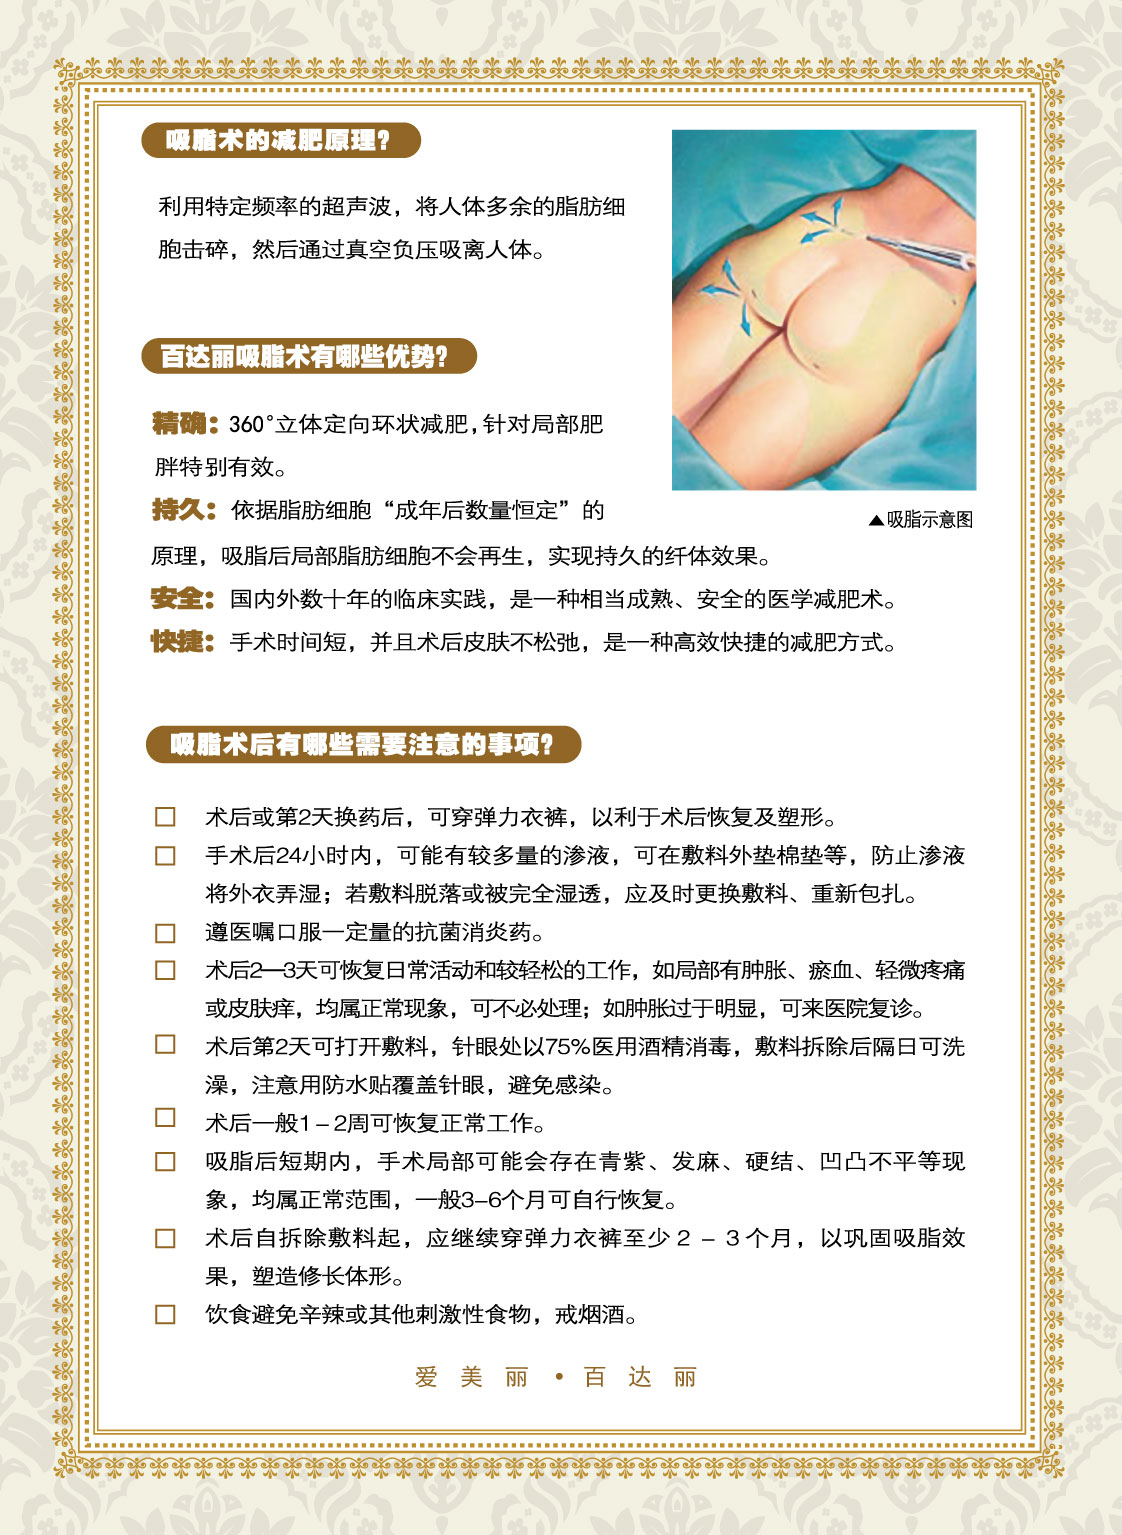 吸脂术的减肥原理？
利用特定频率的超声波，将人体多余的脂肪细
胞击碎，然后通过真空负压吸离人体。
百达丽吸脂术有哪些优势？
精确：360°立体定向环状减肥，针对局部肥
胖特别有效。
持久：依据脂肪细胞“成年后数量恒定”的
▲吸脂示意图
原理，吸脂后局部脂肪细胞不会再生，实现持久的纤体效果。
安全：国内外数十年的临床实践，是一种相当成熟、安全的医学减肥术。
快捷：手术时间短，并且术后皮肤不松弛，是一种高效快捷的减肥方式。
吸脂术后有哪些需要注意的事项？
术后或第2天换药后，可穿弹力衣裤，以利于术后恢复及塑形。
手术后24小时内，可能有较多量的渗液，可在敷料外垫棉垫等，防止渗液
将外衣弄湿；若敷料脱落或被完全湿透，应及时更换敷料、重新包扎。
遵医嘱口服一定量的抗菌消炎药。
术后2—3天可恢复日常活动和较轻松的工作，如局部有肿胀、瘀血、轻微疼痛
或皮肤痒，均属正常现象，可不必处理；如肿胀过于明显，可来医院复诊。
术后第2天可打开敷料，针眼处以75%医用酒精消毒，敷料拆除后隔日可洗
澡，注意用防水贴覆盖针眼，避免感染。
术后一般1–2周可恢复正常工作。
吸脂后短期内，手术局部可能会存在青紫、发麻、硬结、凹凸不平等现
象，均属正常范围，一般3–6个月可自行恢复。
术后自拆除敷料起，应继续穿弹力衣裤至少2–3个月，以巩固吸脂效
果，塑造修长体形。
饮食避免辛辣或其他刺激性食物，戒烟酒。
爱美丽·百达丽